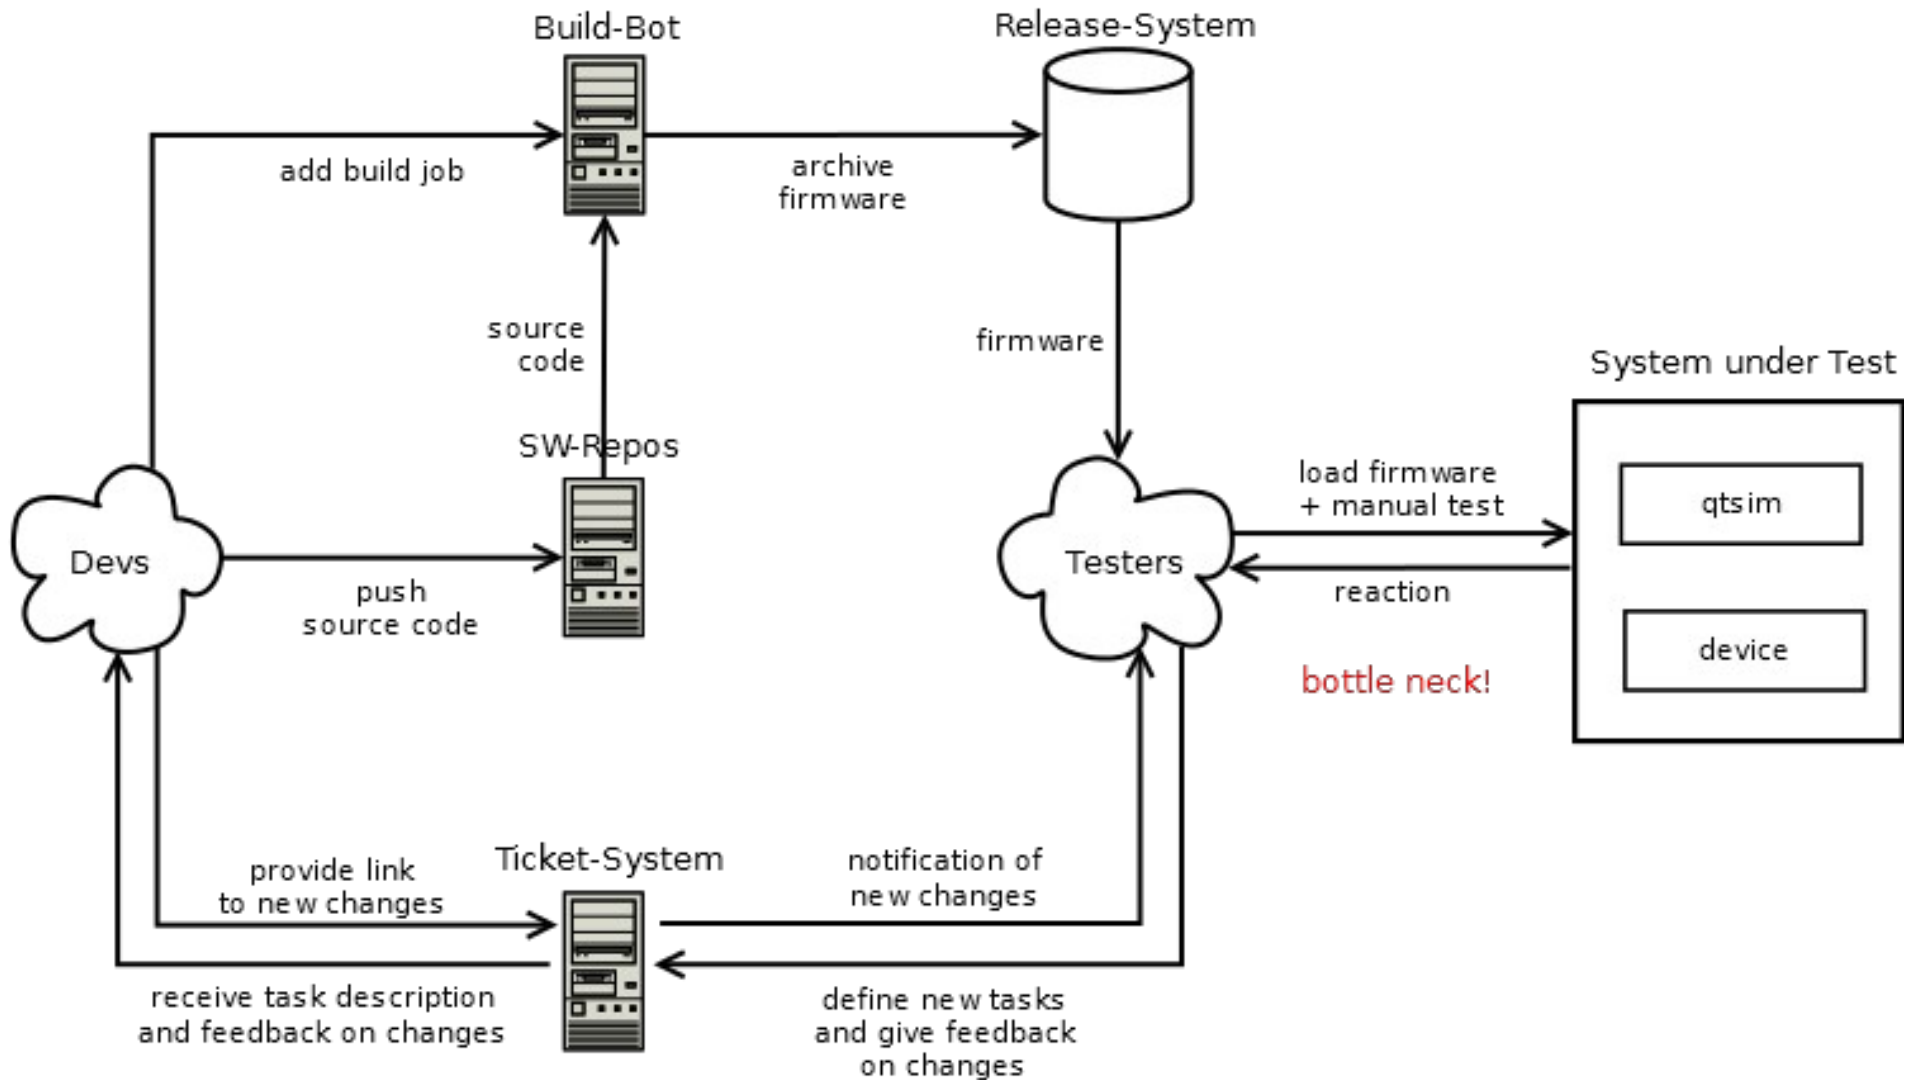 Build-Bot
Release-System
add build job
archive
firmware
source
code
firmware
System under Test
SW-Repos
load firmware
+ manual test
qtsim
Devs
Testers
push
source code
reaction
device
bottle neck!
provide link
to new changes
Ticket-System
notification of
new changes
receive task description
and feedback on changes
define new tasks
and give feedback
on changes